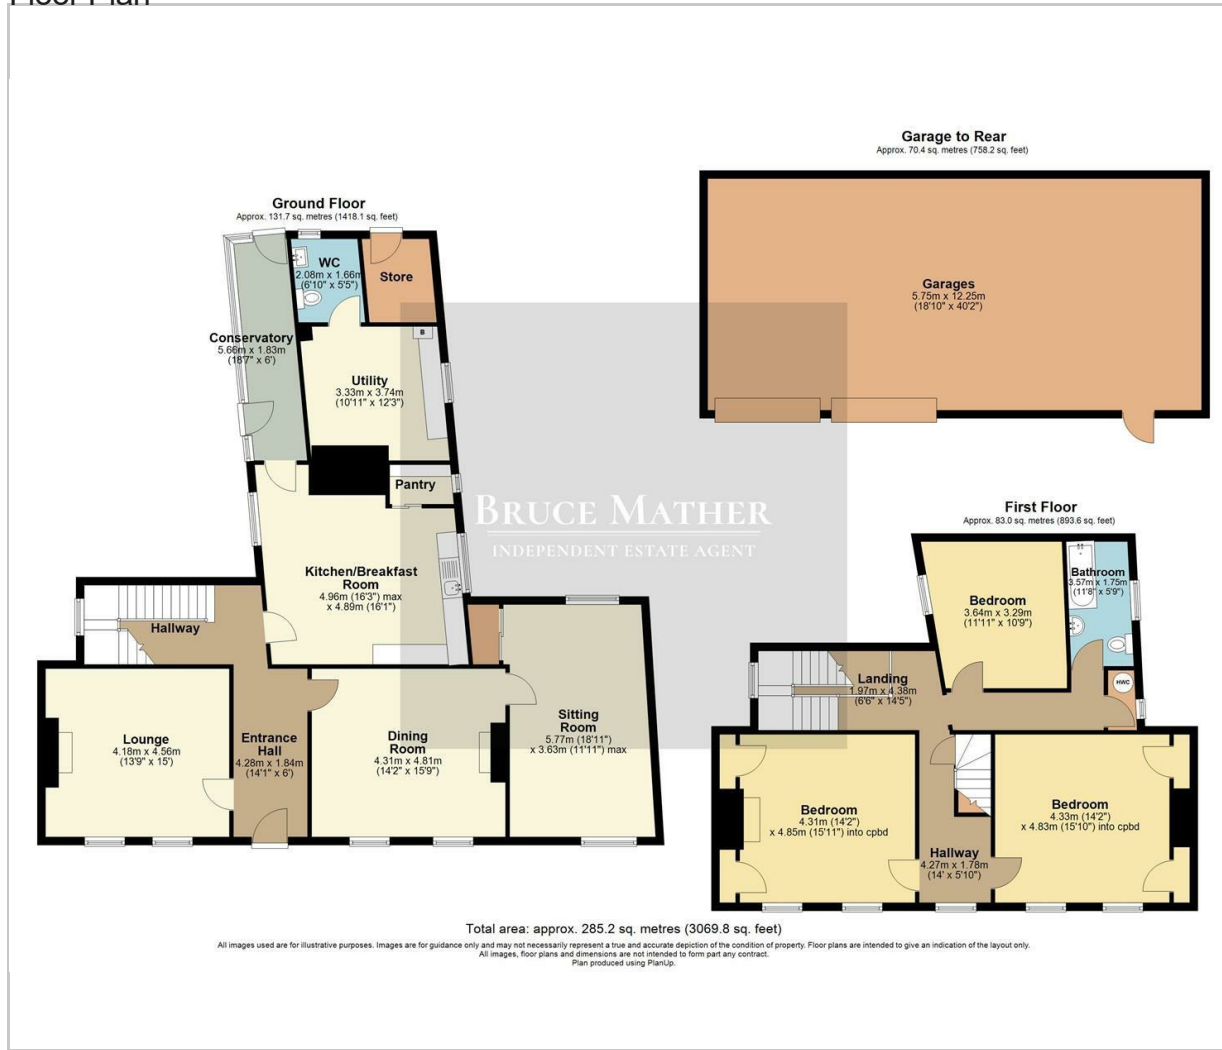 Floor Plan
Garage to Rear
Approx. 70.4 sq. metres (758.2 sq. feet)
Garages
5.75m x 12.25m
(18'10" x 40'2")
Ground Floor
Approx. 131.7 sq. metres (1418.1 sq. feet)
WC
2.08m x 1.66m
(6'10" x 5'5")
Store
Conservatory
5.66m x 1.83m
(18'7" x 6')
Utility
3.33m x 3.74m
(10'11" x 12'3")
Pantry
Kitchen/Breakfast
Room
4.96m (16'3") max
x 4.89m (16'1")
Hallway
Lounge
4.18m x 4.56m
(13'9" x 15')
Entrance
Hall
4.28m x 1.84m
(14'1" x 6')
Dining
Room
4.31m x 4.81m
(14'2" x 15'9")
Sitting
Room
5.77m (18'11")
x 3.63m (11'11") max
BRUCE MATHER
INDEPENDENT ESTATE AGENT
First Floor
Approx. 83.0 sq. metres (893.6 sq. feet)
Bedroom
3.64m x 3.29m
(11'11" x 10'9")
Bathroom
3.57m x 1.75m
(11'8" x 5'9")
HWC
Landing
1.97m x 4.38m
(6'6" x 14'5")
Bedroom
4.31m (14'2")
x 4.85m (15'11") into cpbd
Hallway
4.27m x 1.78m
(14' x 5'10")
Bedroom
4.33m (14'2")
x 4.83m (15'10") into cpbd
Total area: approx. 285.2 sq. metres (3069.8 sq. feet)
All images used are for illustrative purposes. Images are for guidance only and may not necessarily represent a true and accurate depiction of the condition of property. Floor plans are intended to give an indication of the layout only.
All images, floor plans and dimensions are not intended to form part any contract.
Plan produced using PlanUp.